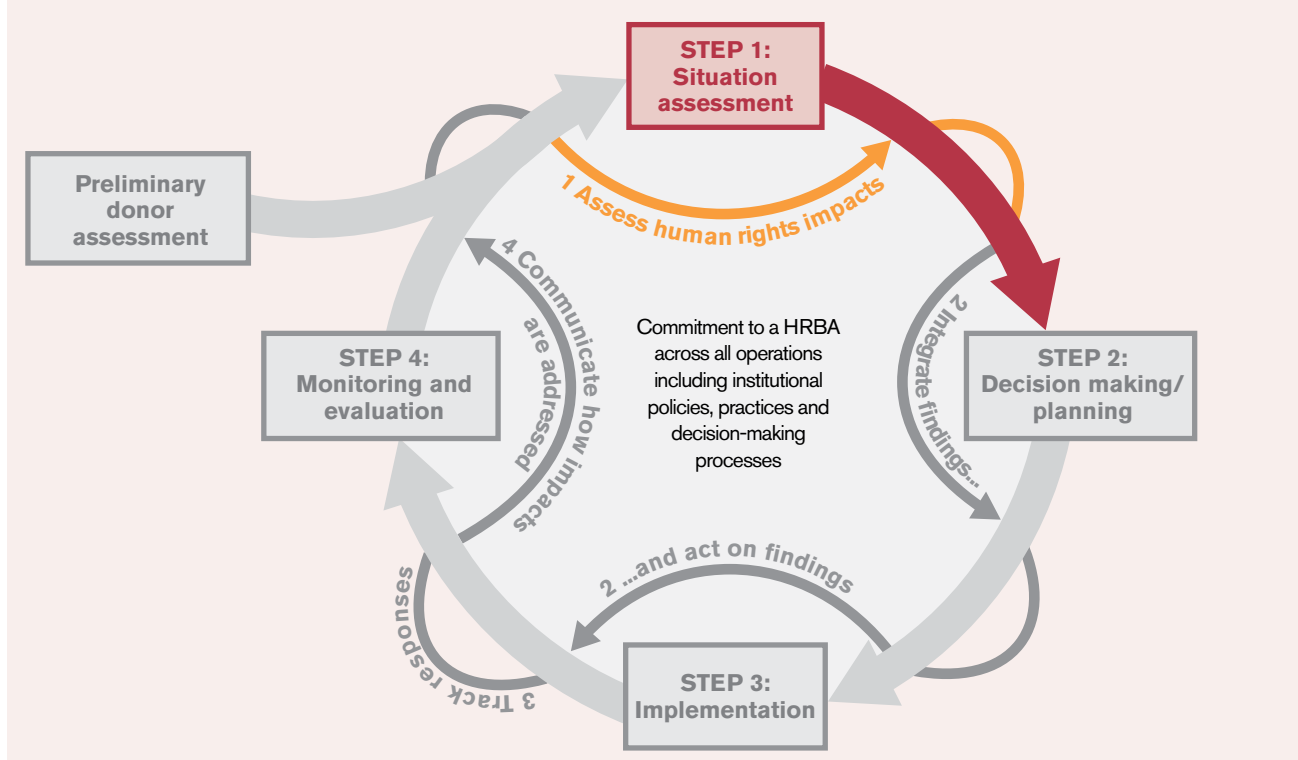 STEP 1:
Situation
assessment
Preliminary
donor
assessment
1 Assess human rights impacts
4 Communicate how impacts
are addressed
Commitment to a HRBA
across all operations
including institutional
policies, practices and
decision-making
processes
2 Integrate findings...
STEP 2:
Decision making/
planning
STEP 4:
Monitoring and
evaluation
2 ...and act on findings
3 Track responses
STEP 3:
Implementation